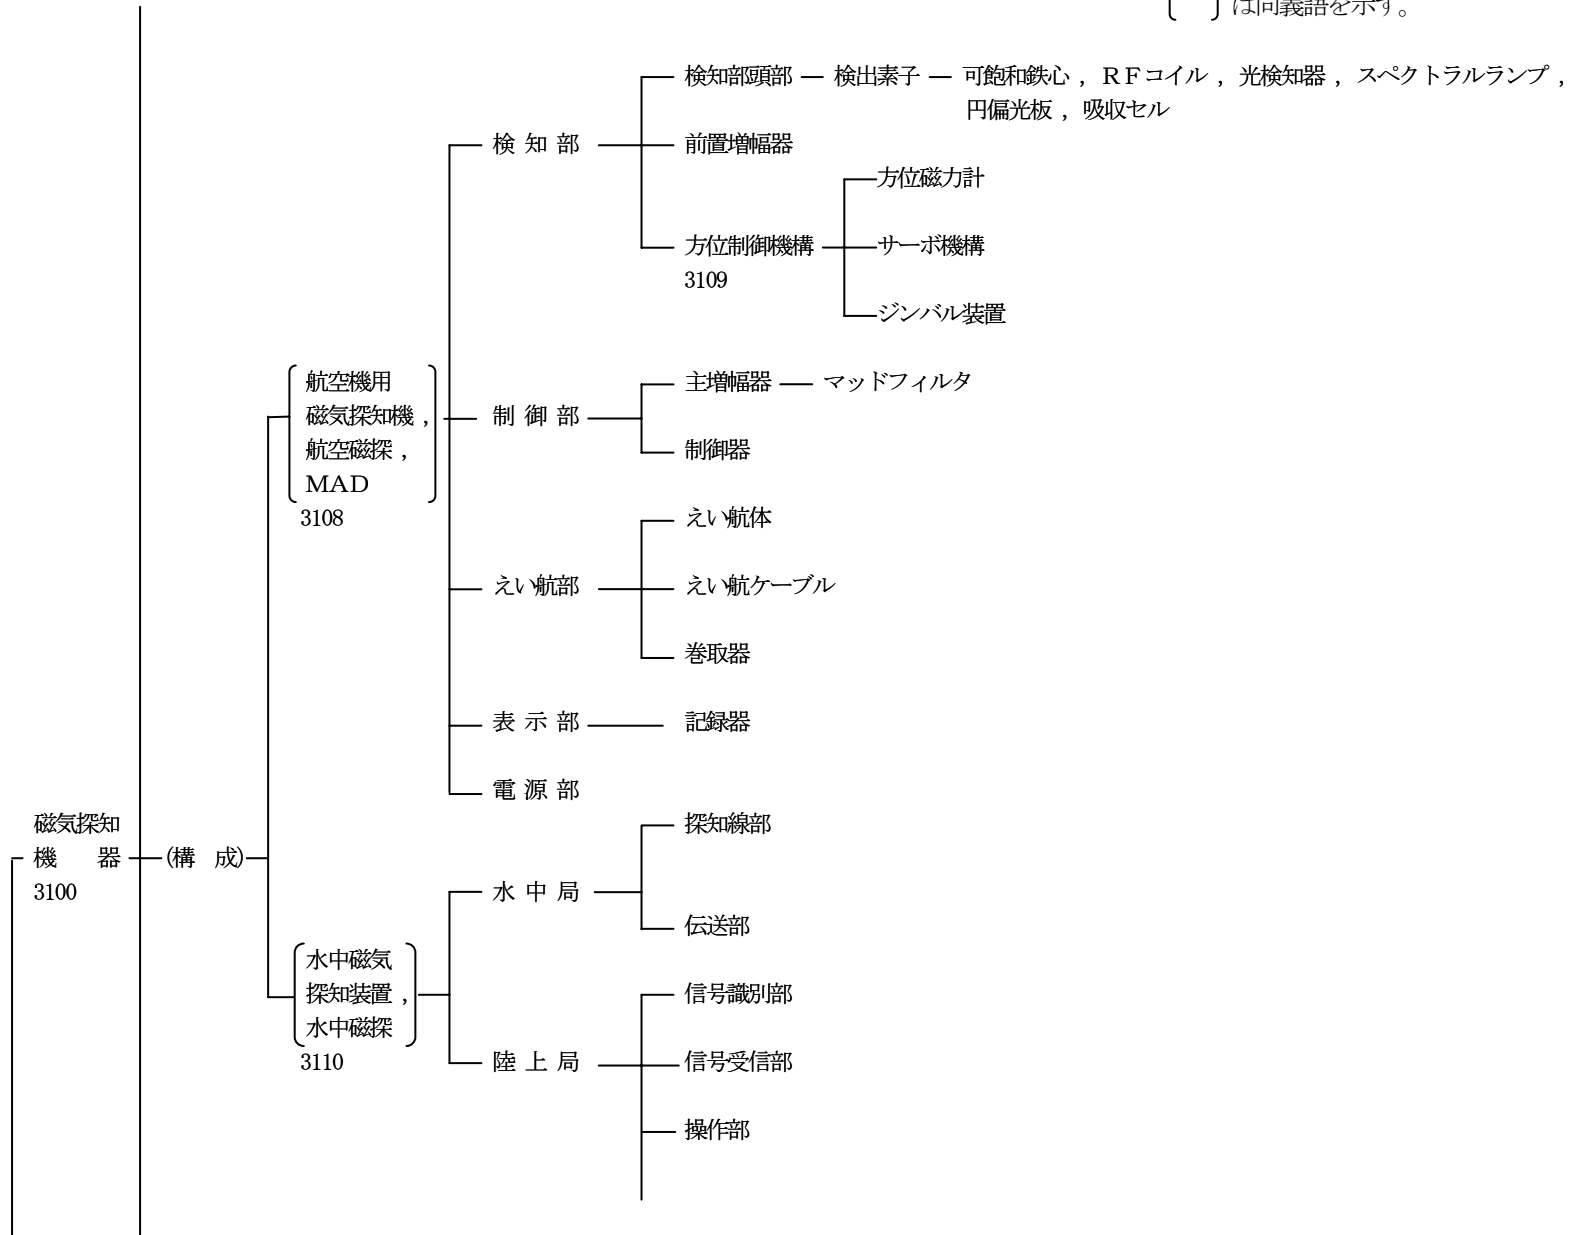 は同義語を示す。
検知部頭部 — 検出素子 — 可飽和鉄心 , RFコイル , 光検知器 , スペクトラルランプ ,
円偏光板 , 吸収セル
検 知 部
前置増幅器
方位磁力計
方位制御機構
サーボ機構
3109
ジンバル装置
航空機用
磁気探知機 ,
航空磁探 ,
MAD
3108
主増幅器 — マッドフィルタ
制 御 部
制御器
えい航体
えい航部
えい航ケーブル
巻取器
表 示 部
記録器
電 源 部
磁気探知
機 器
3100
(構 成)
探知線部
水 中 局
伝送部
水中磁気
探知装置 ,
水中磁探
3110
信号識別部
陸 上 局
信号受信部
操作部